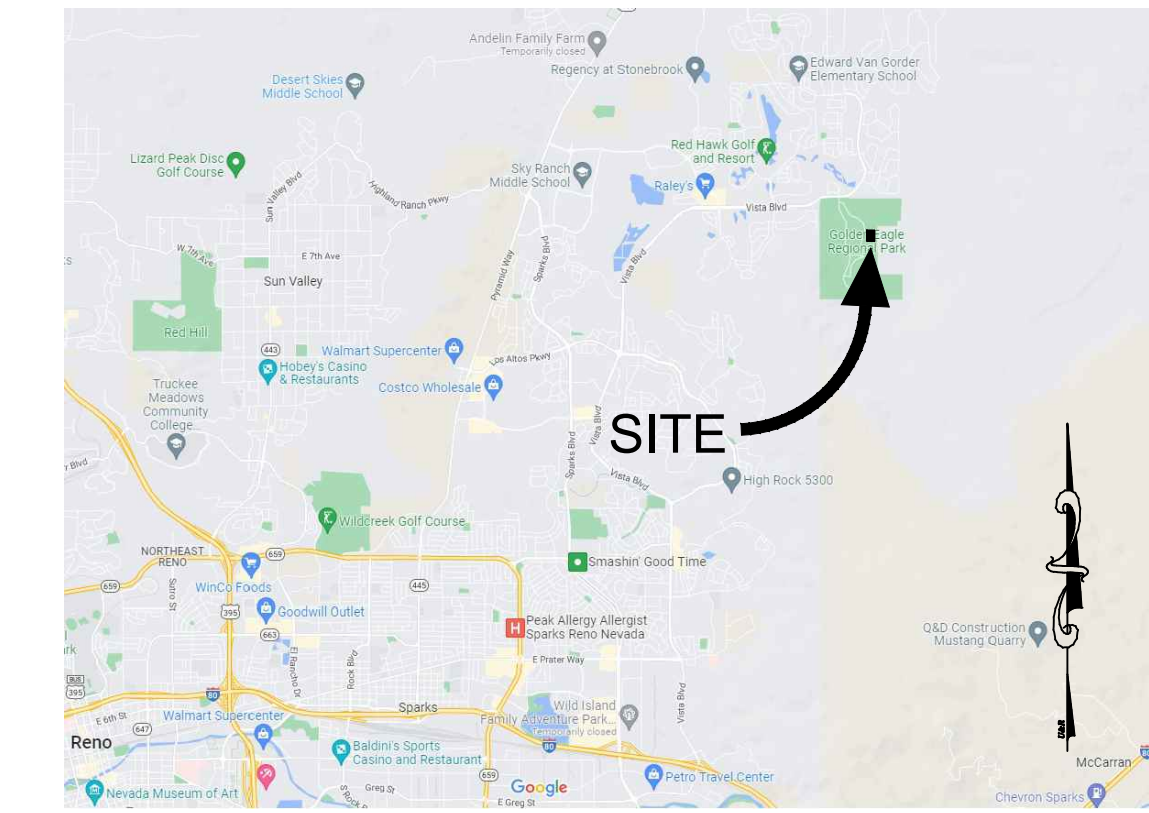 Andelin Family Farm
Temporarily closed
Regency at Stonebrook
Edward Van Gorder
Elementary School
Desert Skies
Middle School
Red Hawk Golf
and Resort
Lizard Peak Disc
Golf Course
Sky Ranch
Middle School
Raley's
Sun Valley Blvd
Highland Ranch Pkwy
Vista Blvd
W 7th Ave
E 7th Ave
Sun Valley
Pyramid Way
Sparks Blvd
Vista Blvd
Golden Eagle
Regional Park
Red Hill
443
Walmart Supercenter
Los Altos Pkwy
Hobey's Casino
& Restaurants
Costco Wholesale
Truckee
Meadows
Community
College...
SITE
Sparks Blvd
Vista Blvd
Vista Blvd
High Rock 5300
r Blvd
Wildcreek Golf Course
NORTHEAST
RENO
659
Smashin' Good Time
659
WinCo Foods
445
Sutro St
395
Goodwill Outlet
663
H
Peak Allergy Allergist
Sparks Reno Nevada
Q&D Construction
Mustang Quarry
El Rancho Dr
Rock Blvd
E Prater Way
BUS
395
80
Sparks
Vista Blvd
Wild Island
Family Adventure Park...
Temporarily closed
E 6th St
647
Walmart Supercenter
Reno
80
Baldini's Sports
Casino and Restaurant
McCarran
80
659
Petro Travel Center
Nevada Museum of Art
S Rock
Greg St
Google
E Greg St
Chevron Sparks